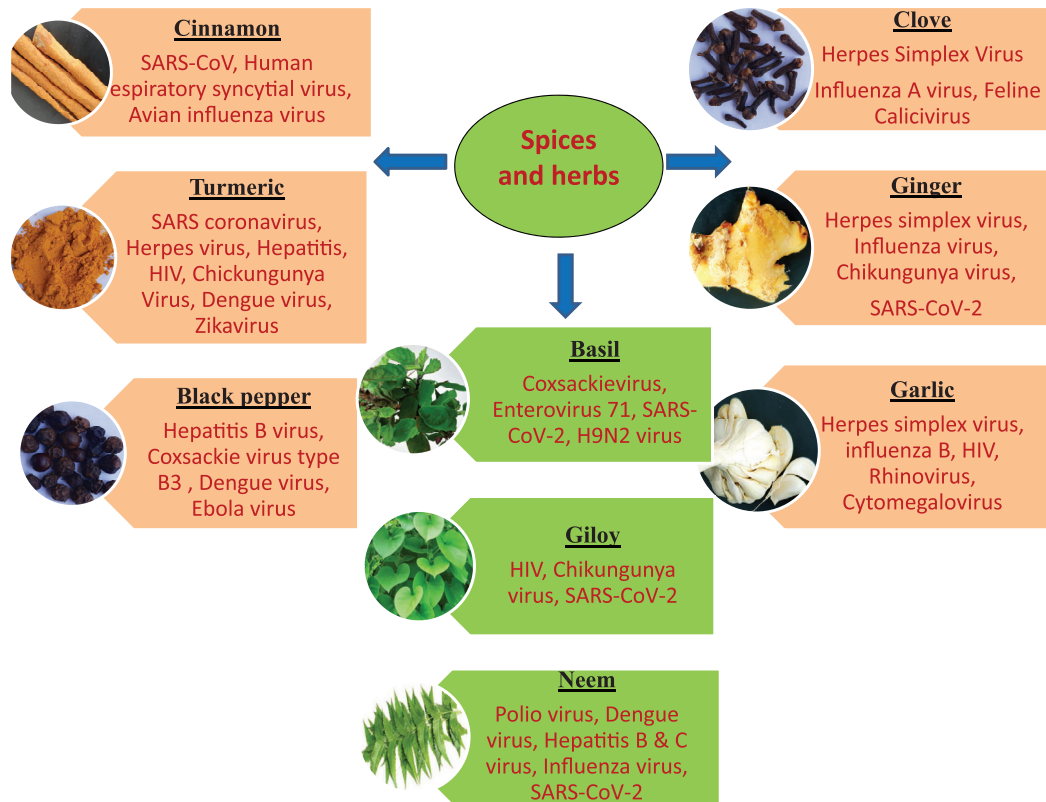 Spices
and herbs
Cinnamon
SARS-CoV, Human
espiratory syncytial virus,
Avian influenza virus
Turmeric
SARS coronavirus,
Herpes virus, Hepatitis,
HIV, Chickungunya
Virus, Dengue virus,
Zikavirus
Black pepper
Hepatitis B virus,
Coxsackie virus type
B3 , Dengue virus,
Ebola virus
Basil
Coxsackievirus,
Enterovirus 71, SARS-
CoV-2, H9N2 virus
Giloy
HIV, Chikungunya
virus, SARS-CoV-2
Neem
Polio virus, Dengue
virus, Hepatitis B & C
virus, Influenza virus,
SARS-CoV-2
Clove
Herpes Simplex Virus
Influenza A virus, Feline
Calicivirus
Ginger
Herpes simplex virus,
Influenza virus,
Chikungunya virus,
SARS-CoV-2
Garlic
Herpes simplex virus,
influenza B, HIV,
Rhinovirus,
Cytomegalovirus